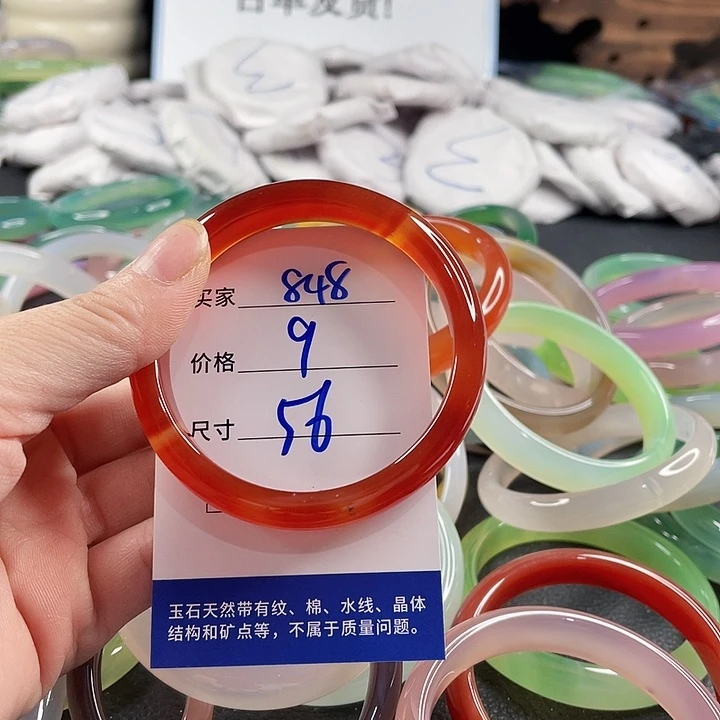 买家 848
价格 9
尺寸 56
玉石天然带有纹、棉、水线、晶体
结构和矿点等，不属于质量问题。